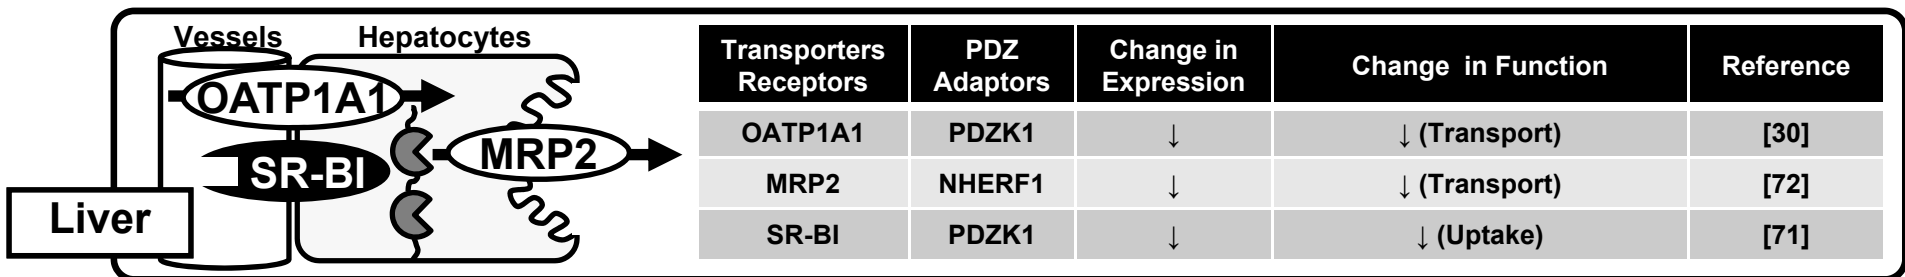 Vessels Hepatocytes
OATP1A1
MRP2
SR-BI
Liver
Transporters Receptors PDZ Adaptors Change in Expression Change in Function Reference
OATP1A1 PDZK1 ↓ ↓ (Transport) [30]
MRP2 NHERF1 ↓ ↓ (Transport) [72]
SR-BI PDZK1 ↓ ↓ (Uptake) [71]